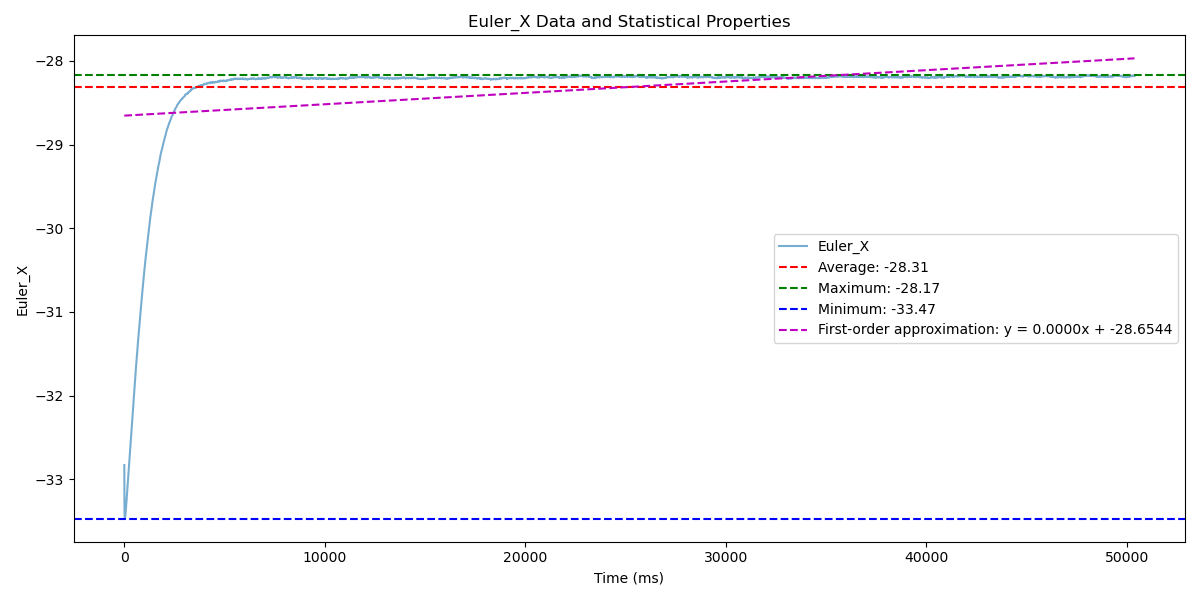 Euler_X Data and Statistical Properties
−28
−29
−30
−31
−32
−33
Euler_X
Euler_X
Average: -28.31
Maximum: -28.17
Minimum: -33.47
First-order approximation: y = 0.0000x + -28.6544
0 10000 20000 30000 40000 50000
Time (ms)